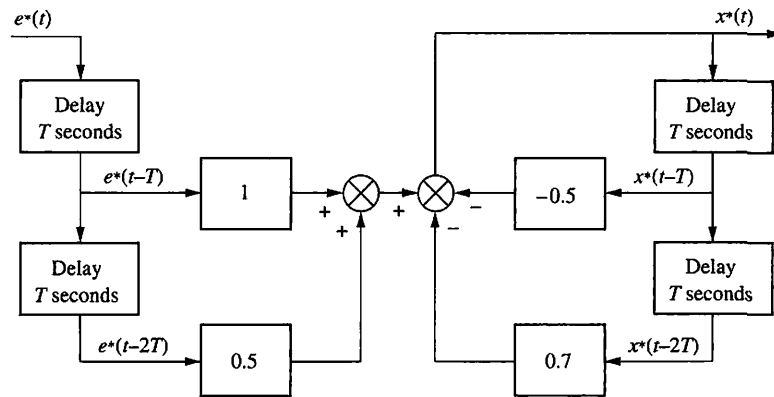 e*(t)
x*(t)
Delay
T seconds
Delay
T seconds
e*(t–T)
1
+
+
+
−
−
−0.5
x*(t–T)
Delay
T seconds
Delay
T seconds
e*(t–2T)
0.5
0.7
x*(t–2T)